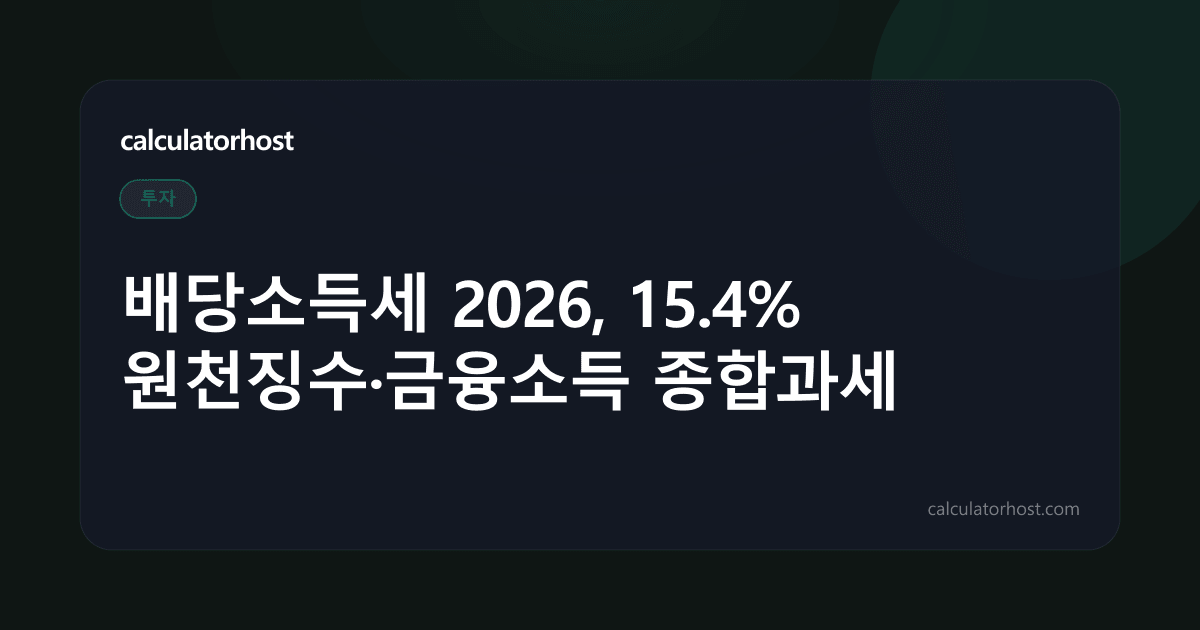 calculatorhost
투자
배당소득세 2026, 15.4%
원천징수·금융소득 종합과세
calculatorhost.com